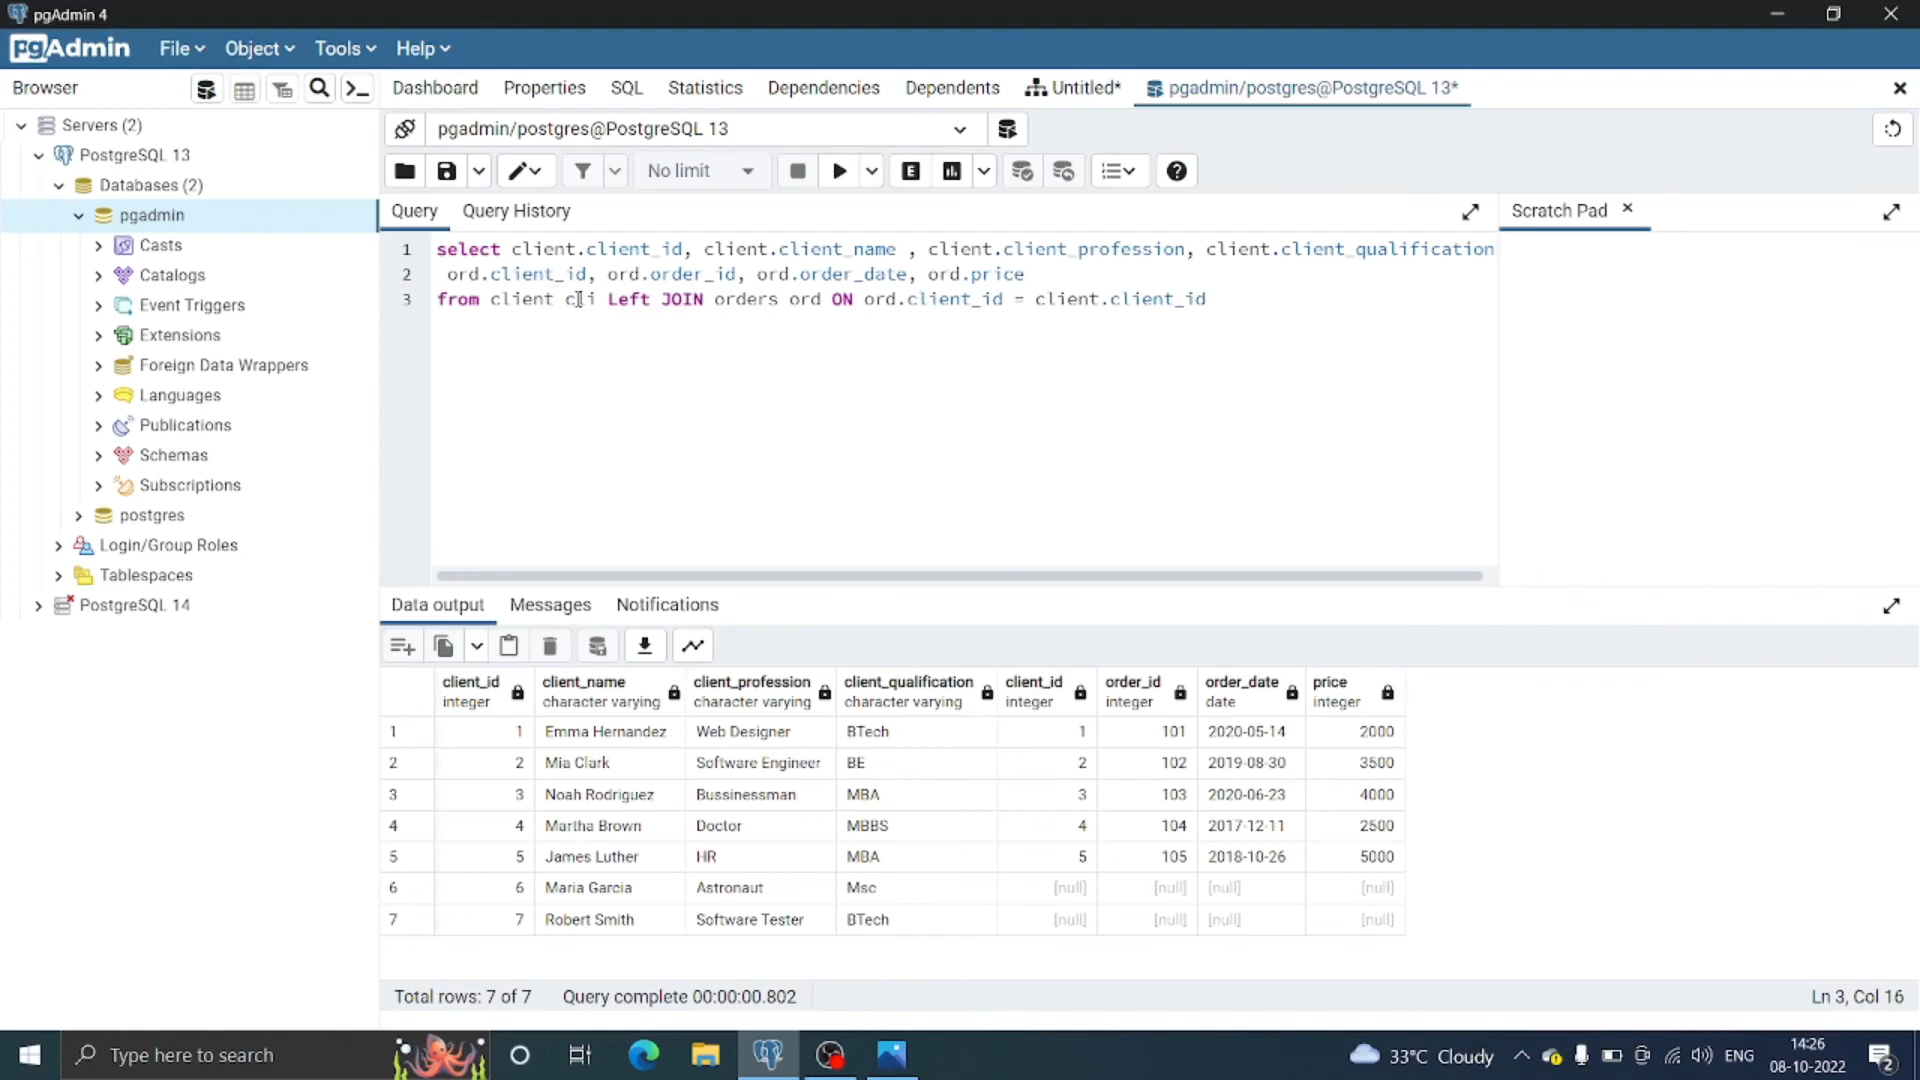 pgAdmin 4
pgAdmin File Object Tools Help
Browser
Dashboard Properties SQL Statistics Dependencies Dependents Untitled* pgadmin/postgres@PostgreSQL 13*
Servers (2)
PostgreSQL 13
Databases (2)
pgadmin
Casts
Catalogs
Event Triggers
Extensions
Foreign Data Wrappers
Languages
Publications
Schemas
Subscriptions
postgres
Login/Group Roles
Tablespaces
PostgreSQL 14
pgadmin/postgres@PostgreSQL 13
No limit
E
Query Query History
Scratch Pad
1 select client.client_id, client.client_name , client.client_profession, client.client_qualification
2 ord.client_id, ord.order_id, ord.order_date, ord.price
3 from client cli Left JOIN orders ord ON ord.client_id = client.client_id
Data output Messages Notifications
client_id client_name client_profession client_qualification client_id order_id order_date price
integer character varying character varying character varying integer integer date integer
1 1 Emma Hernandez Web Designer BTech 1 101 2020-05-14 2000
2 2 Mia Clark Software Engineer BE 2 102 2019-08-30 3500
3 3 Noah Rodriguez Bussinessman MBA 3 103 2020-06-23 4000
4 4 Martha Brown Doctor MBBS 4 104 2017-12-11 2500
5 5 James Luther HR MBA 5 105 2018-10-26 5000
6 6 Maria Garcia Astronaut Msc [null] [null] [null] [null]
7 7 Robert Smith Software Tester BTech [null] [null] [null] [null]
Total rows: 7 of 7 Query complete 00:00:00.802 Ln 3, Col 16
Type here to search
33°C Cloudy
ENG
14:26
08-10-2022
2